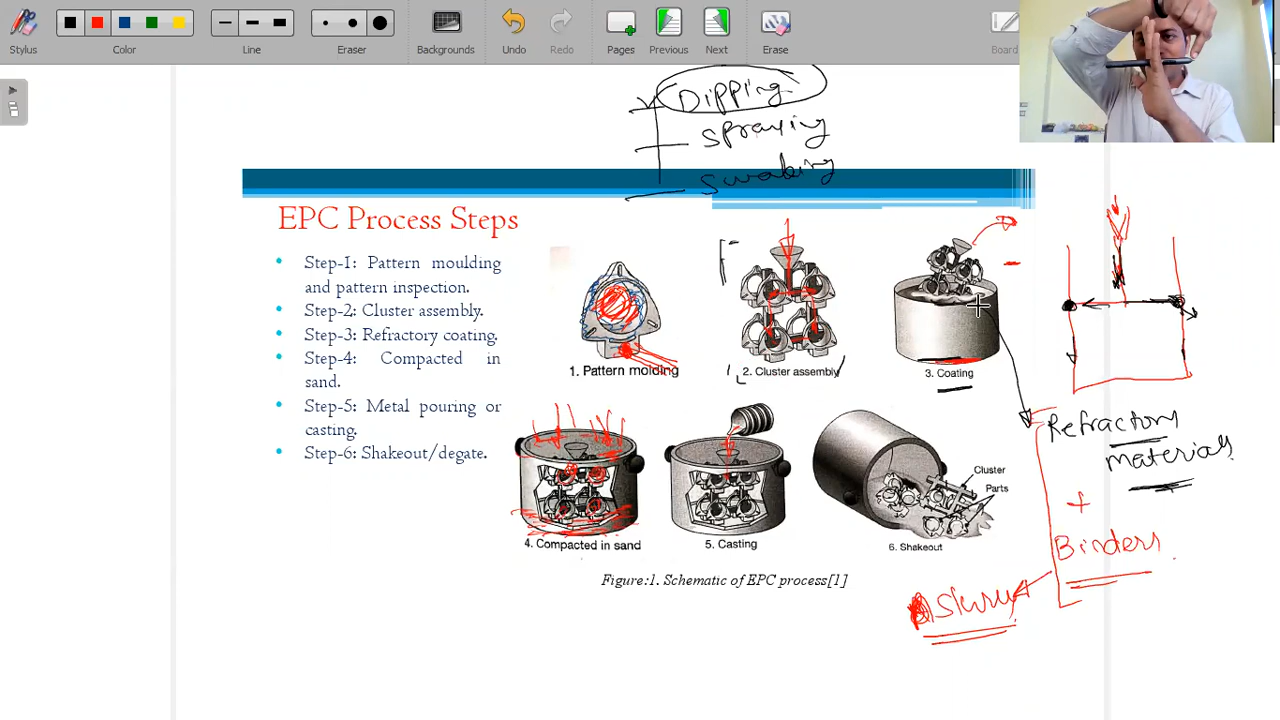 Stylus
Color
Line
Eraser
Backgrounds
Undo
Redo
Pages
Previous
Next
Erase
Board
Dipping
Spraying
Swabing
EPC Process Steps
• Step-1: Pattern moulding
and pattern inspection.
• Step-2: Cluster assembly.
• Step-3: Refractory coating.
• Step-4: Compacted in
sand.
• Step-5: Metal pouring or
casting.
• Step-6: Shakeout/degate.
1. Pattern molding
2. Cluster assembly
3. Coating
4. Compacted in sand
5. Casting
Cluster
Parts
6. Shakeout
Figure:1. Schematic of EPC process[1]
Refractory
materials
+
Binders
Slurry